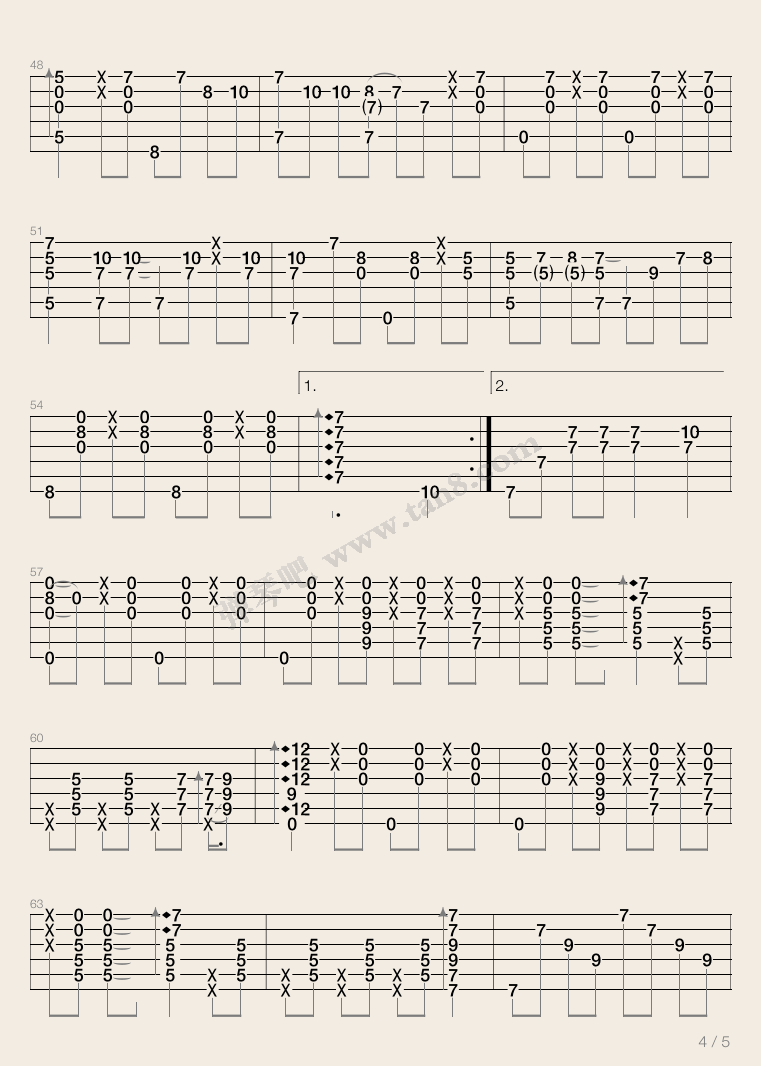 48
5 X 7 7 7 X 7 7 X 7 7 X 7
0 X 0 8 10 10 10 8 7 X 0 0 X 0 0 X 0
0 0 (7) 7 0 0 0 0 0
5 7 7 0 0
8
51
7 X 7 X
5 10 10 10 X 10 10 8 8 X 5 5 7 8 7 7 8
5 7 7 7 7 7 0 0 5 5 (5) (5) 5 9
5 7 7 5 7 7
7 0
1. 2.
54
0 X 0 0 X 0 7
8 X 8 8 X 8 7 7 7 7 10
0 0 0 0 7 7 7 7 7
7 7
7
8 8 10 7
弹琴吧 www.tan8.com
57
0 X 0 0 X 0 0 X 0 X 0 X 0 X 0 0 7
8 0 X 0 0 X 0 0 X 0 X 0 X 0 X 0 0 7
0 0 0 0 0 9 X 7 X 7 X 5 5 5 5
9 7 7 5 5 5 5
9 7 7 5 5 5 X 5
0 0 0 X
60
12 X 0 0 X 0 0 X 0 X 0 X 0
12 X 0 0 X 0 0 X 0 X 0 X 0
5 5 7 7 9 12 0 0 0 0 X 9 X 7 X 7
5 5 7 7 9 9 9 7 7
X 5 X 5 X 7 7 9 12 9 7 7
X X X X 0 0 0
63
X 0 0 7 7 7
X 0 0 7 7 7 7
X 5 5 5 5 5 5 5 9 9 9
5 5 5 5 5 5 5 9 9 9
5 5 5 X 5 X 5 X 5 X 5 7
X X X X 7 7
4 / 5